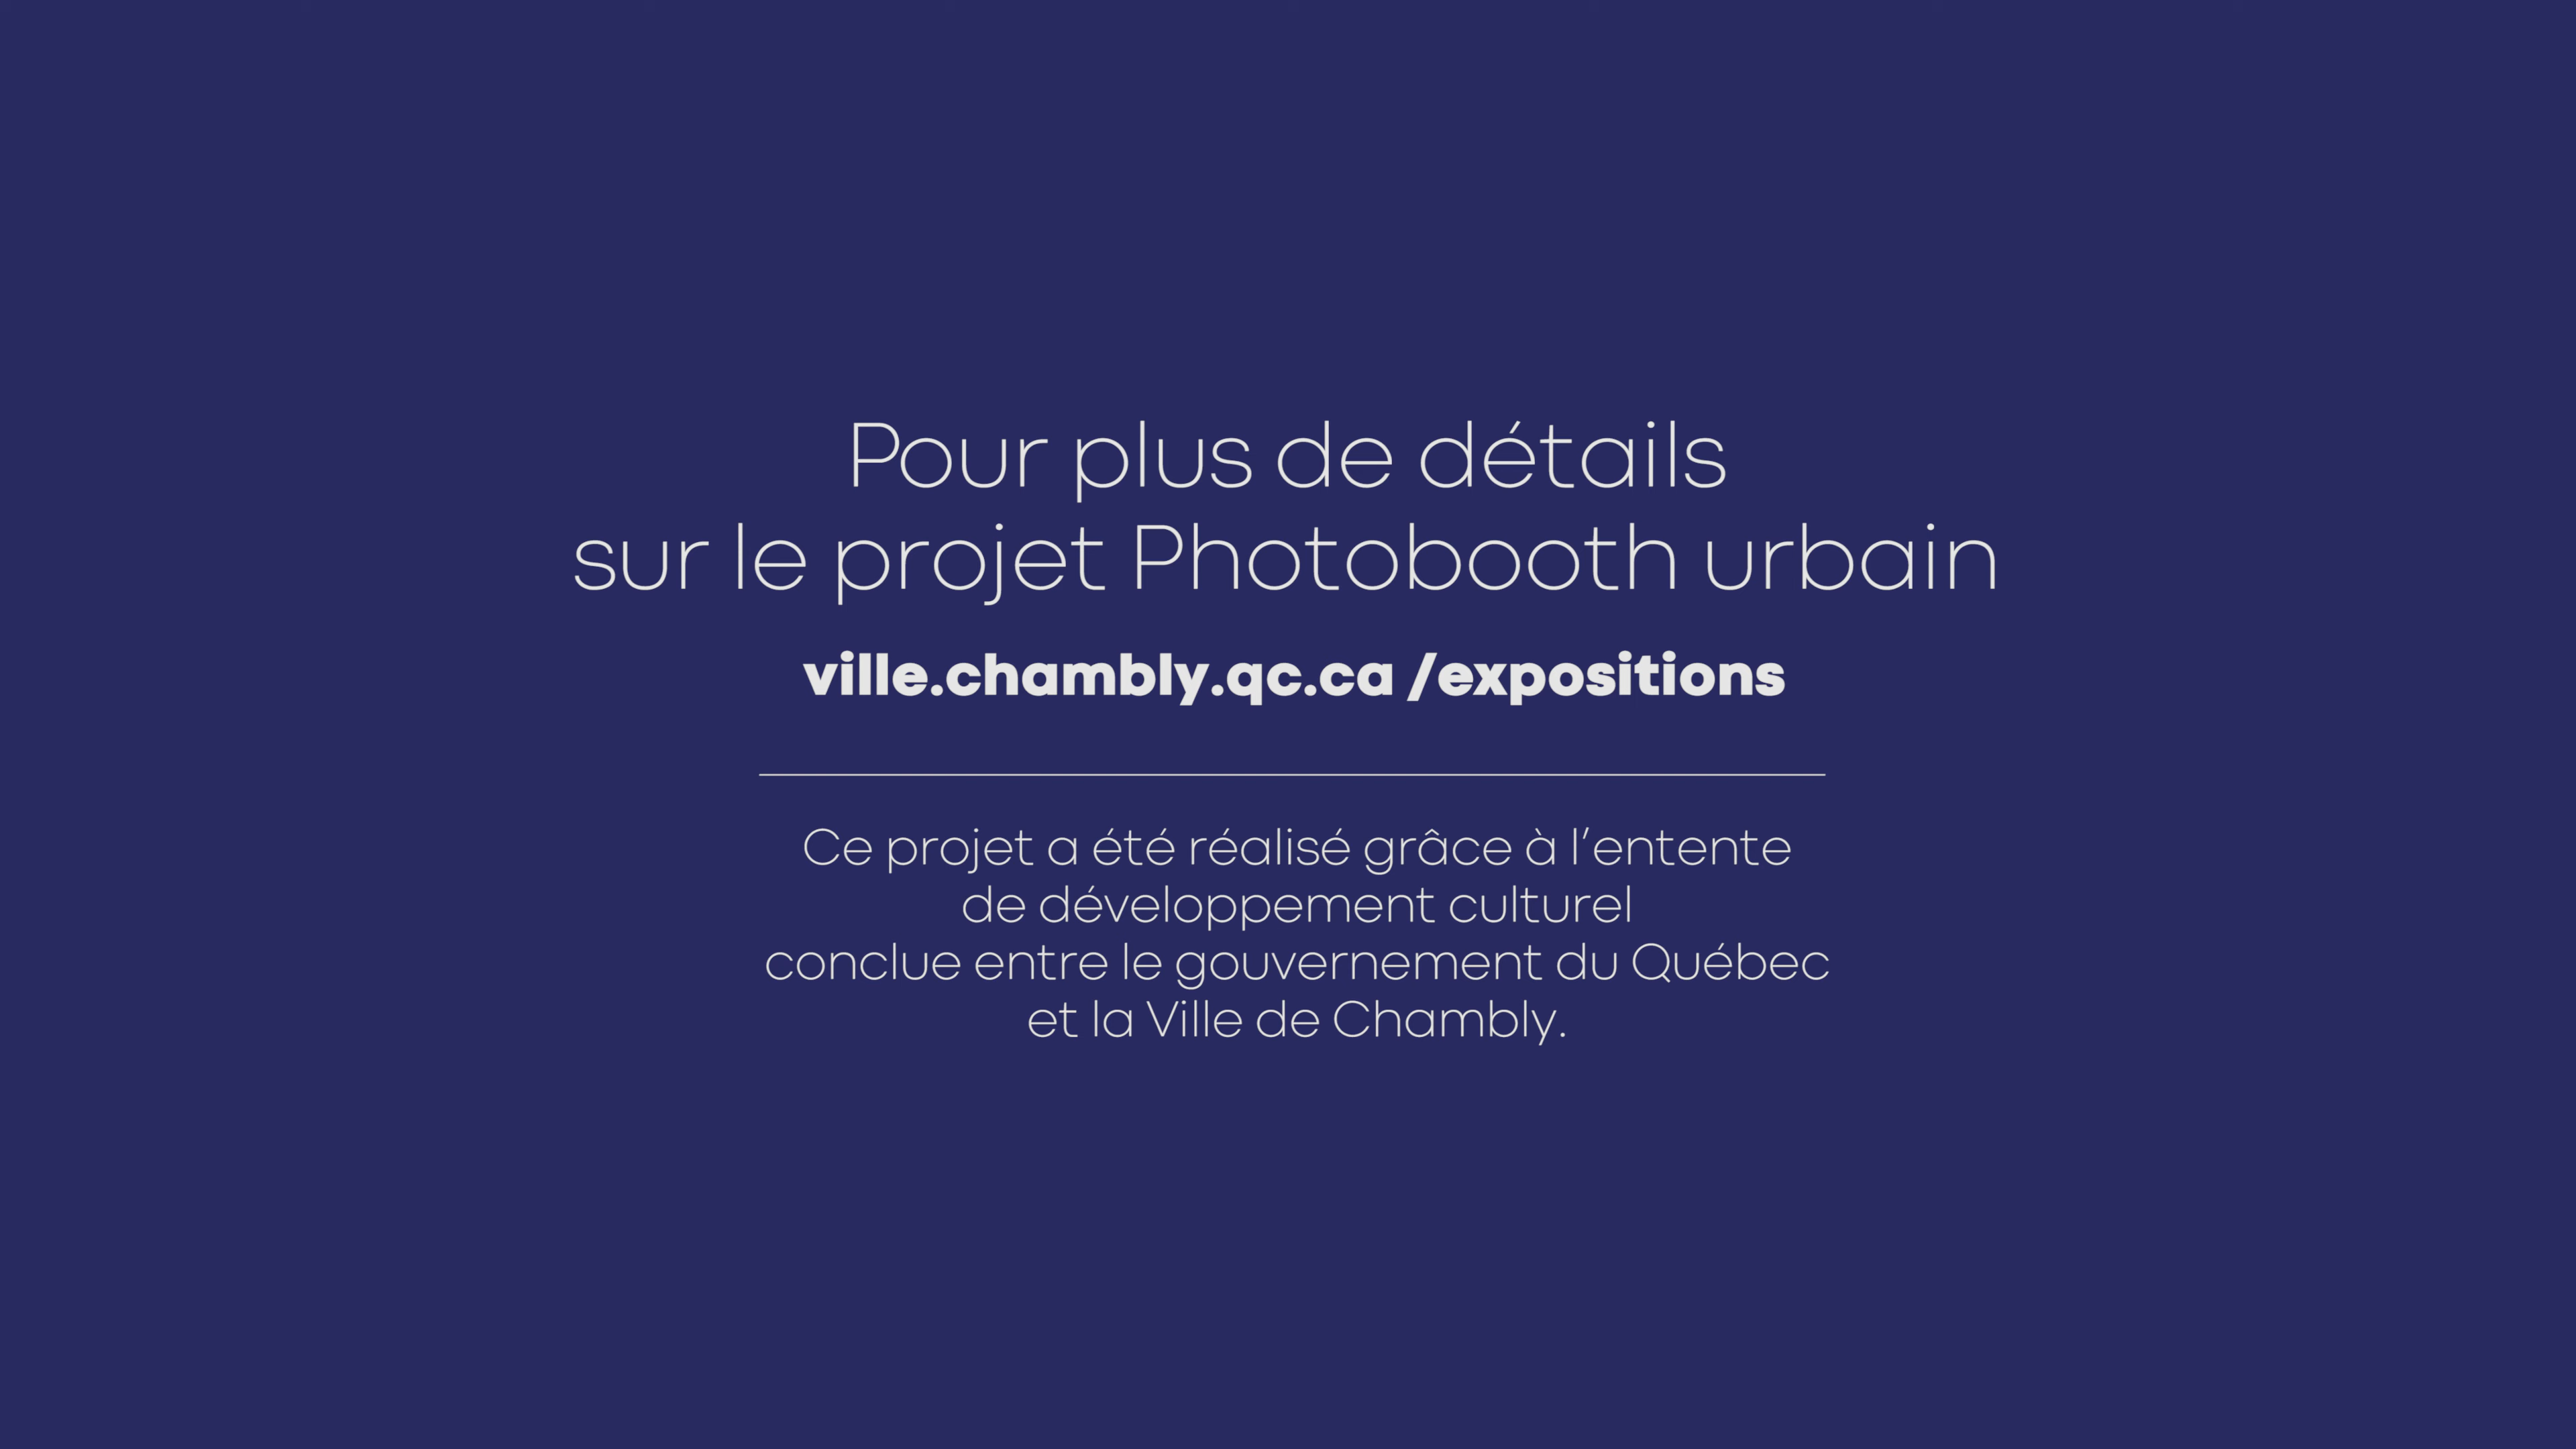 Pour plus de détails
sur le projet Photobooth urbain
ville.chambly.qc.ca /expositions
Ce projet a été réalisé grâce à l’entente
de développement culturel
conclue entre le gouvernement du Québec
et la Ville de Chambly.